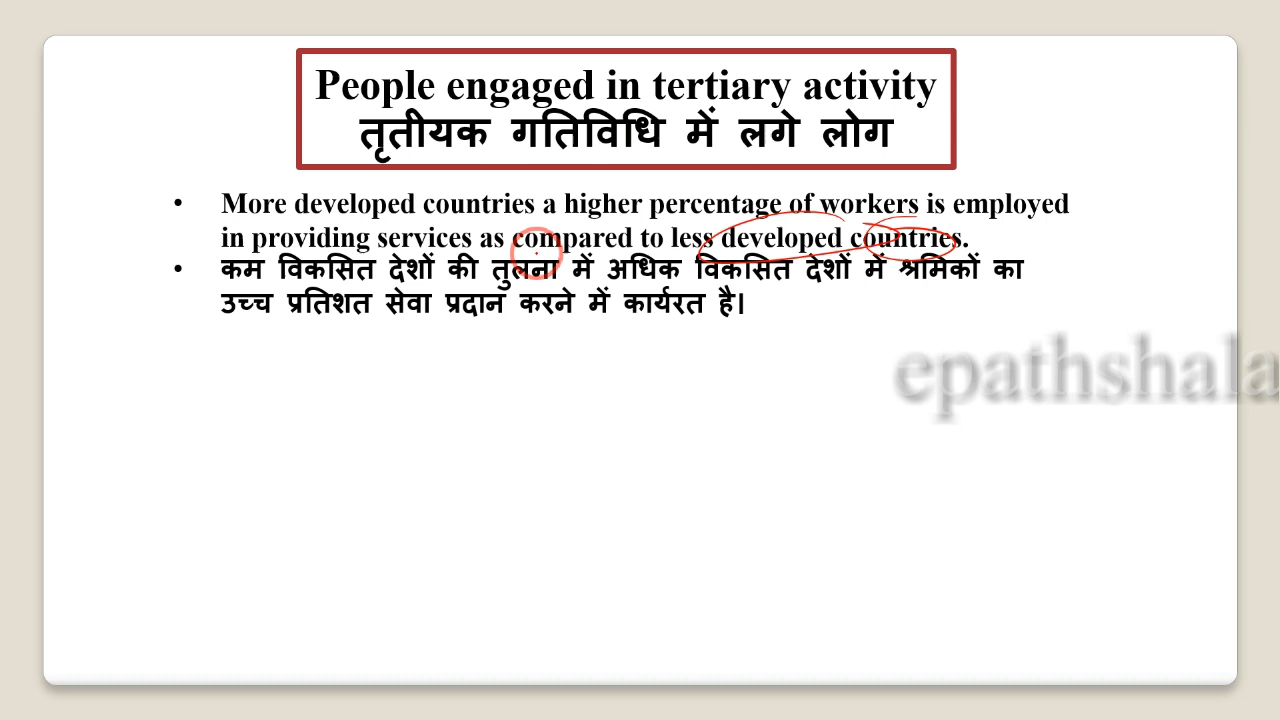 People engaged in tertiary activity
तृतीयक गतिविधि में लगे लोग
• More developed countries a higher percentage of workers is employed
in providing services as compared to less developed countries.
• कम विकसित देशों की तुलना में अधिक विकसित देशों में श्रमिकों का
उच्च प्रतिशत सेवा प्रदान करने में कार्यरत है।
epathshala